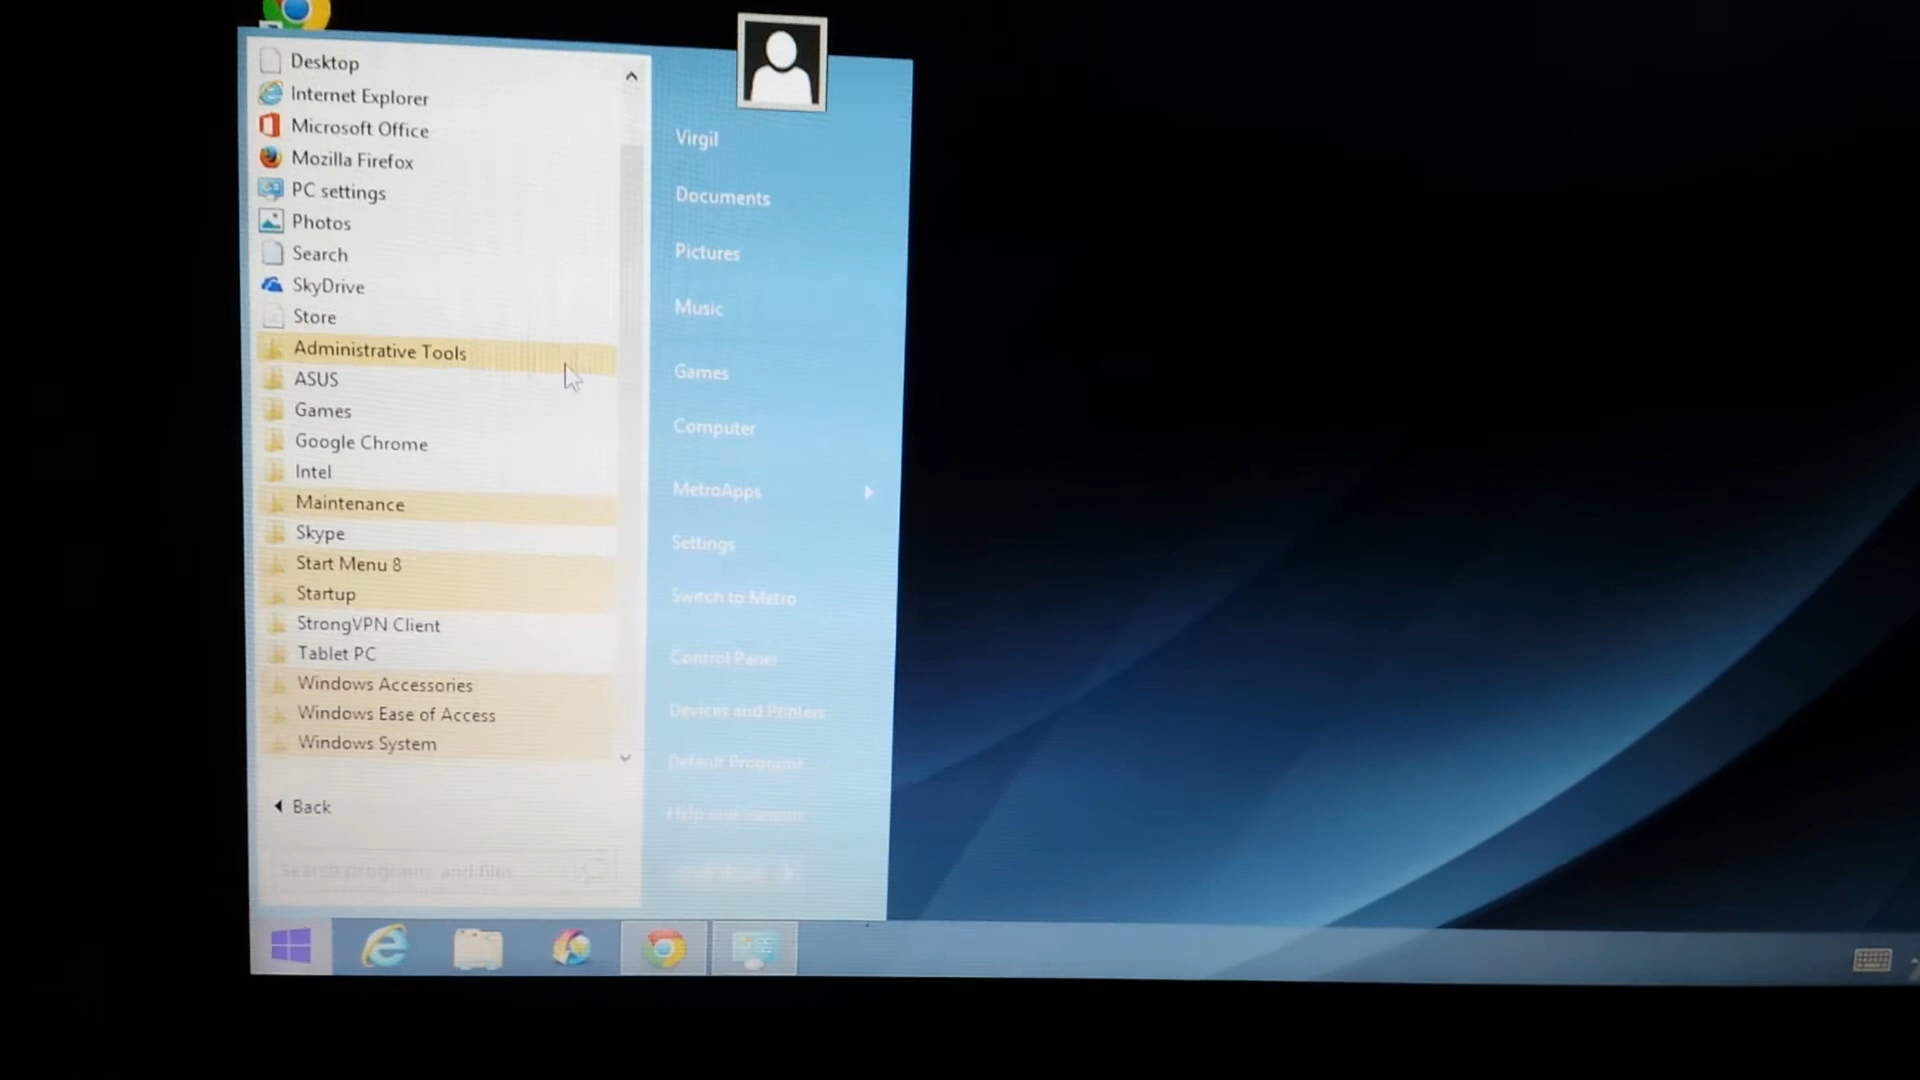 Desktop
Internet Explorer
Microsoft Office
Mozilla Firefox
PC settings
Photos
Search
SkyDrive
Store
Administrative Tools
ASUS
Games
Google Chrome
Intel
Maintenance
Skype
Start Menu 8
Startup
StrongVPN Client
Tablet PC
Windows Accessories
Windows Ease of Access
Windows System
Back
Search programs and files
Virgil
Documents
Pictures
Music
Games
Computer
MetroApps
Settings
Switch to Metro
Control Panel
Devices and Printers
Default Programs
Help and Support